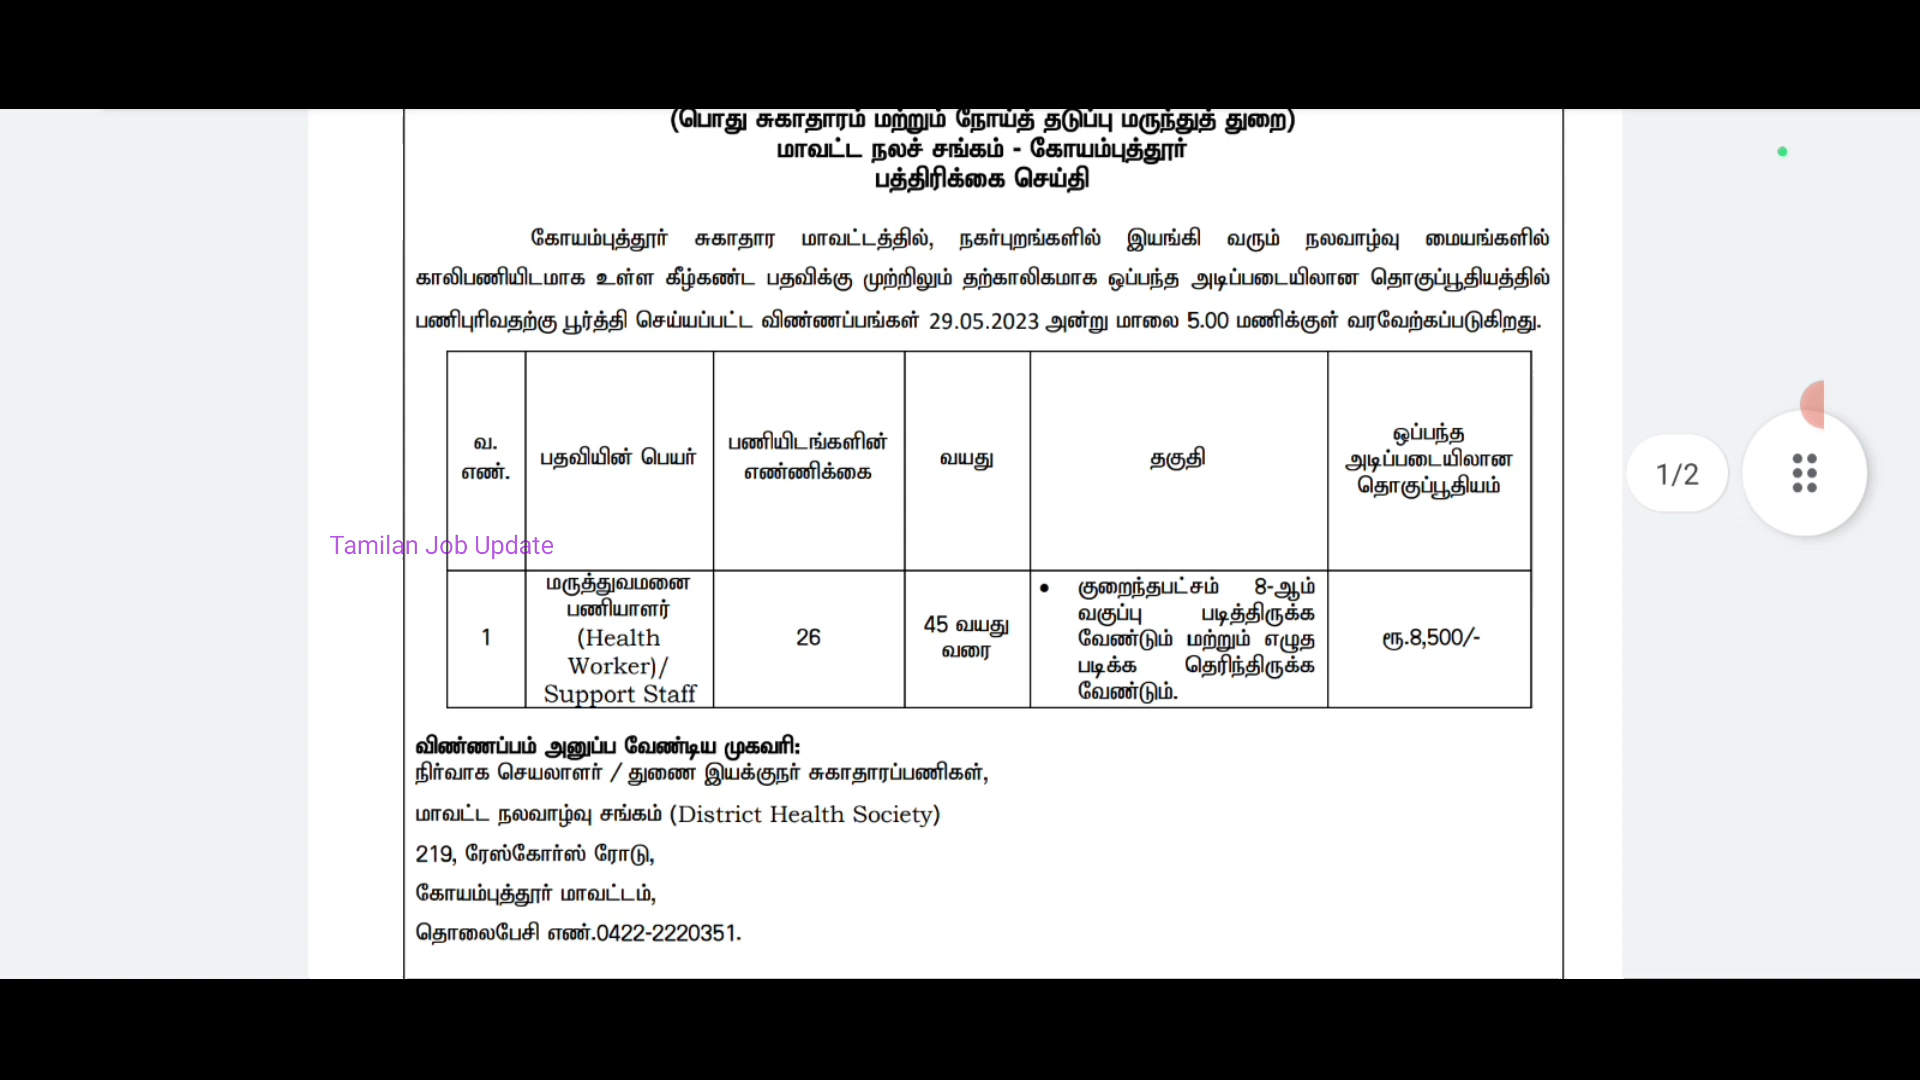 (பொது சுகாதாரம் மற்றும் நோய்த் தடுப்பு மருந்துத் துறை)
மாவட்ட நலச் சங்கம் - கோயம்புத்தூர்
பத்திரிக்கை செய்தி
கோயம்புத்தூர் சுகாதார மாவட்டத்தில், நகர்புறங்களில் இயங்கி வரும் நலவாழ்வு மையங்களில்
காலிபணியிடமாக உள்ள கீழ்கண்ட பதவிக்கு முற்றிலும் தற்காலிகமாக ஒப்பந்த அடிப்படையிலான தொகுப்பூதியத்தில்
பணிபுரிவதற்கு பூர்த்தி செய்யப்பட்ட விண்ணப்பங்கள் 29.05.2023 அன்று மாலை 5.00 மணிக்குள் வரவேற்கப்படுகிறது.
வ.
எண்.
பதவியின் பெயர்
பணியிடங்களின்
எண்ணிக்கை
வயது
தகுதி
ஒப்பந்த
அடிப்படையிலான
தொகுப்பூதியம்
1/2
Tamilan Job Update
1
மருத்துவமனை
பணியாளர்
(Health
Worker)/
Support Staff
26
45 வயது
வரை
• குறைந்தபட்சம் 8-ஆம்
வகுப்பு படித்திருக்க
வேண்டும் மற்றும் எழுத
படிக்க தெரிந்திருக்க
வேண்டும்.
ரூ.8,500/-
விண்ணப்பம் அனுப்ப வேண்டிய முகவரி:
நிர்வாக செயலாளர் / துணை இயக்குநர் சுகாதாரப்பணிகள்,
மாவட்ட நலவாழ்வு சங்கம் (District Health Society)
219, ரேஸ்கோர்ஸ் ரோடு,
கோயம்புத்தூர் மாவட்டம்,
தொலைபேசி எண்.0422-2220351.